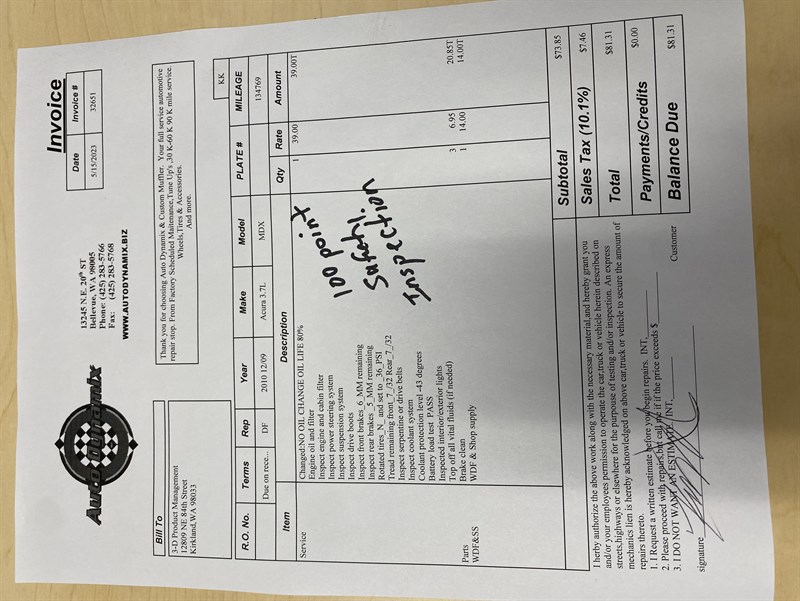 Auto Dynamix
13245 N.E. 20th ST
Bellevue, WA 98005
Phone: (425) 283-5766
Fax: (425) 283-5768
WWW.AUTODYNAMIX.BIZ
Invoice
Date Invoice #
5/15/2023 32651
Bill To
3-D Product Management
12809 NE 84th Street
Kirkland,WA 98033
Thank you for choosing Auto Dynamix & Custom Muffler. Your full service automotive
repair stop. From Factory Scheduled Maitenance,Tune Up's ,30 K-60 K 90 K mile service.
Wheels,Tires & Accessories.
And more.
KK
R.O. No. Terms Rep Year Make Model PLATE # MILEAGE
Due on rece... DF 2010 12/09 Acura 3.7L MDX 134769
Item Description Qty Rate Amount
Service Changed:NO OIL CHANGE OIL LIFE 80% 1 39.00 39.00T
Engine oil and filter
Inspect engine and cabin filter
Inspect power steering system
Inspect suspension system
Inspect drive boots
Inspect front brakes_6_MM remaining
Inspect rear brakes _5_MM remaining
Rotated tires_N_ and set to _36_PSI
Tread remaining front_7_/32 Rear_7_/32
Inspect serpentine or drive belts
Inspect coolant system
Coolant protection level -43 degrees
Battery load test PASS
Inspected interior/exterior lights
Top off all vital fluids (if needed)
100 point
Safety
Inspection
Parts Brake clean 3 6.95 20.85T
WDF&SS WDF & Shop supply 1 14.00 14.00T
I herby authorize the above work along with the necessary material,and hereby grant you
and/or your employees permission to operate the car,truck or vehicle herein described on
streets,highways or elsewhere for the purpouse of testing and/or inspection. An express
mechanics lien is hereby acknowledged on above car,truck or vehicle to secure the amount of
repairs thereto.
1. I Request a written estimate before you begin repairs. INT,
2. Please proceed with repairs,but call me if if the price exceeds $
3. I DO NOT WANT AN ESTIMATE. INT.
signature Customer
Subtotal $73.85
Sales Tax (10.1%) $7.46
Total $81.31
Payments/Credits $0.00
Balance Due $81.31